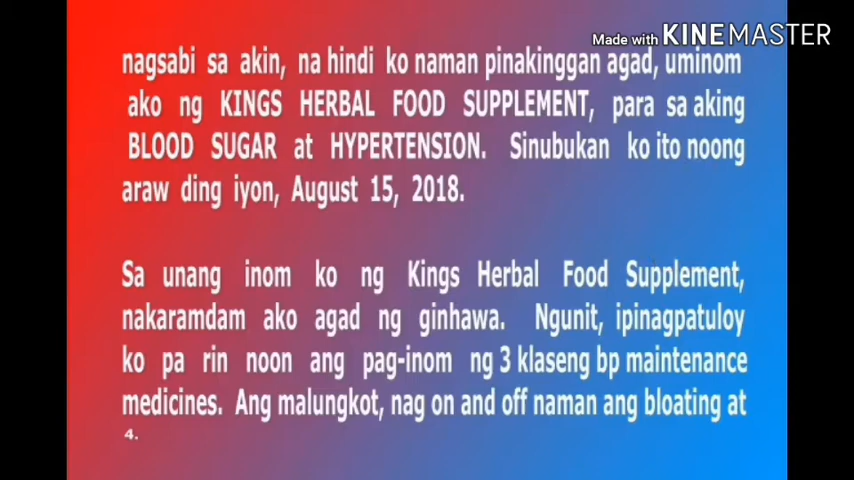 Made with KINEMASTER
nagsabi sa akin, na hindi ko naman pinakinggan agad, uminom
ako ng KINGS HERBAL FOOD SUPPLEMENT, para sa aking
BLOOD SUGAR at HYPERTENSION. Sinubukan ko ito noong
araw ding iyon, August 15, 2018.
Sa unang inom ko ng Kings Herbal Food Supplement,
nakaramdam ako agad ng ginhawa. Ngunit, ipinagpatuloy
ko pa rin noon ang pag-inom ng 3 klaseng bp maintenance
medicines. Ang malungkot, nag on and off naman ang bloating at
4.